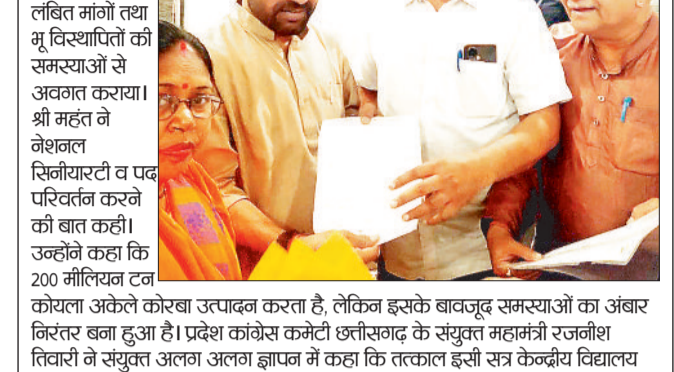 लंबित मांगों तथा
भू विस्थापितों की
समस्याओं से
अवगत कराया।
श्री महंत ने
नेशनल
सिनीयारटी व पद
परिवर्तन करने
की बात कही।
उन्होंने कहा कि
200 मीलियन टन
कोयला अकेले कोरबा उत्पादन करता है, लेकिन इसके बावजूद समस्याओं का अंबार
निरंतर बना हुआ है। प्रदेश कांग्रेस कमेटी छत्तीसगढ़ के संयुक्त महामंत्री रजनीश
तिवारी ने संयुक्त अलग अलग ज्ञापन में कहा कि तत्काल इसी सत्र केन्द्रीय विद्यालय